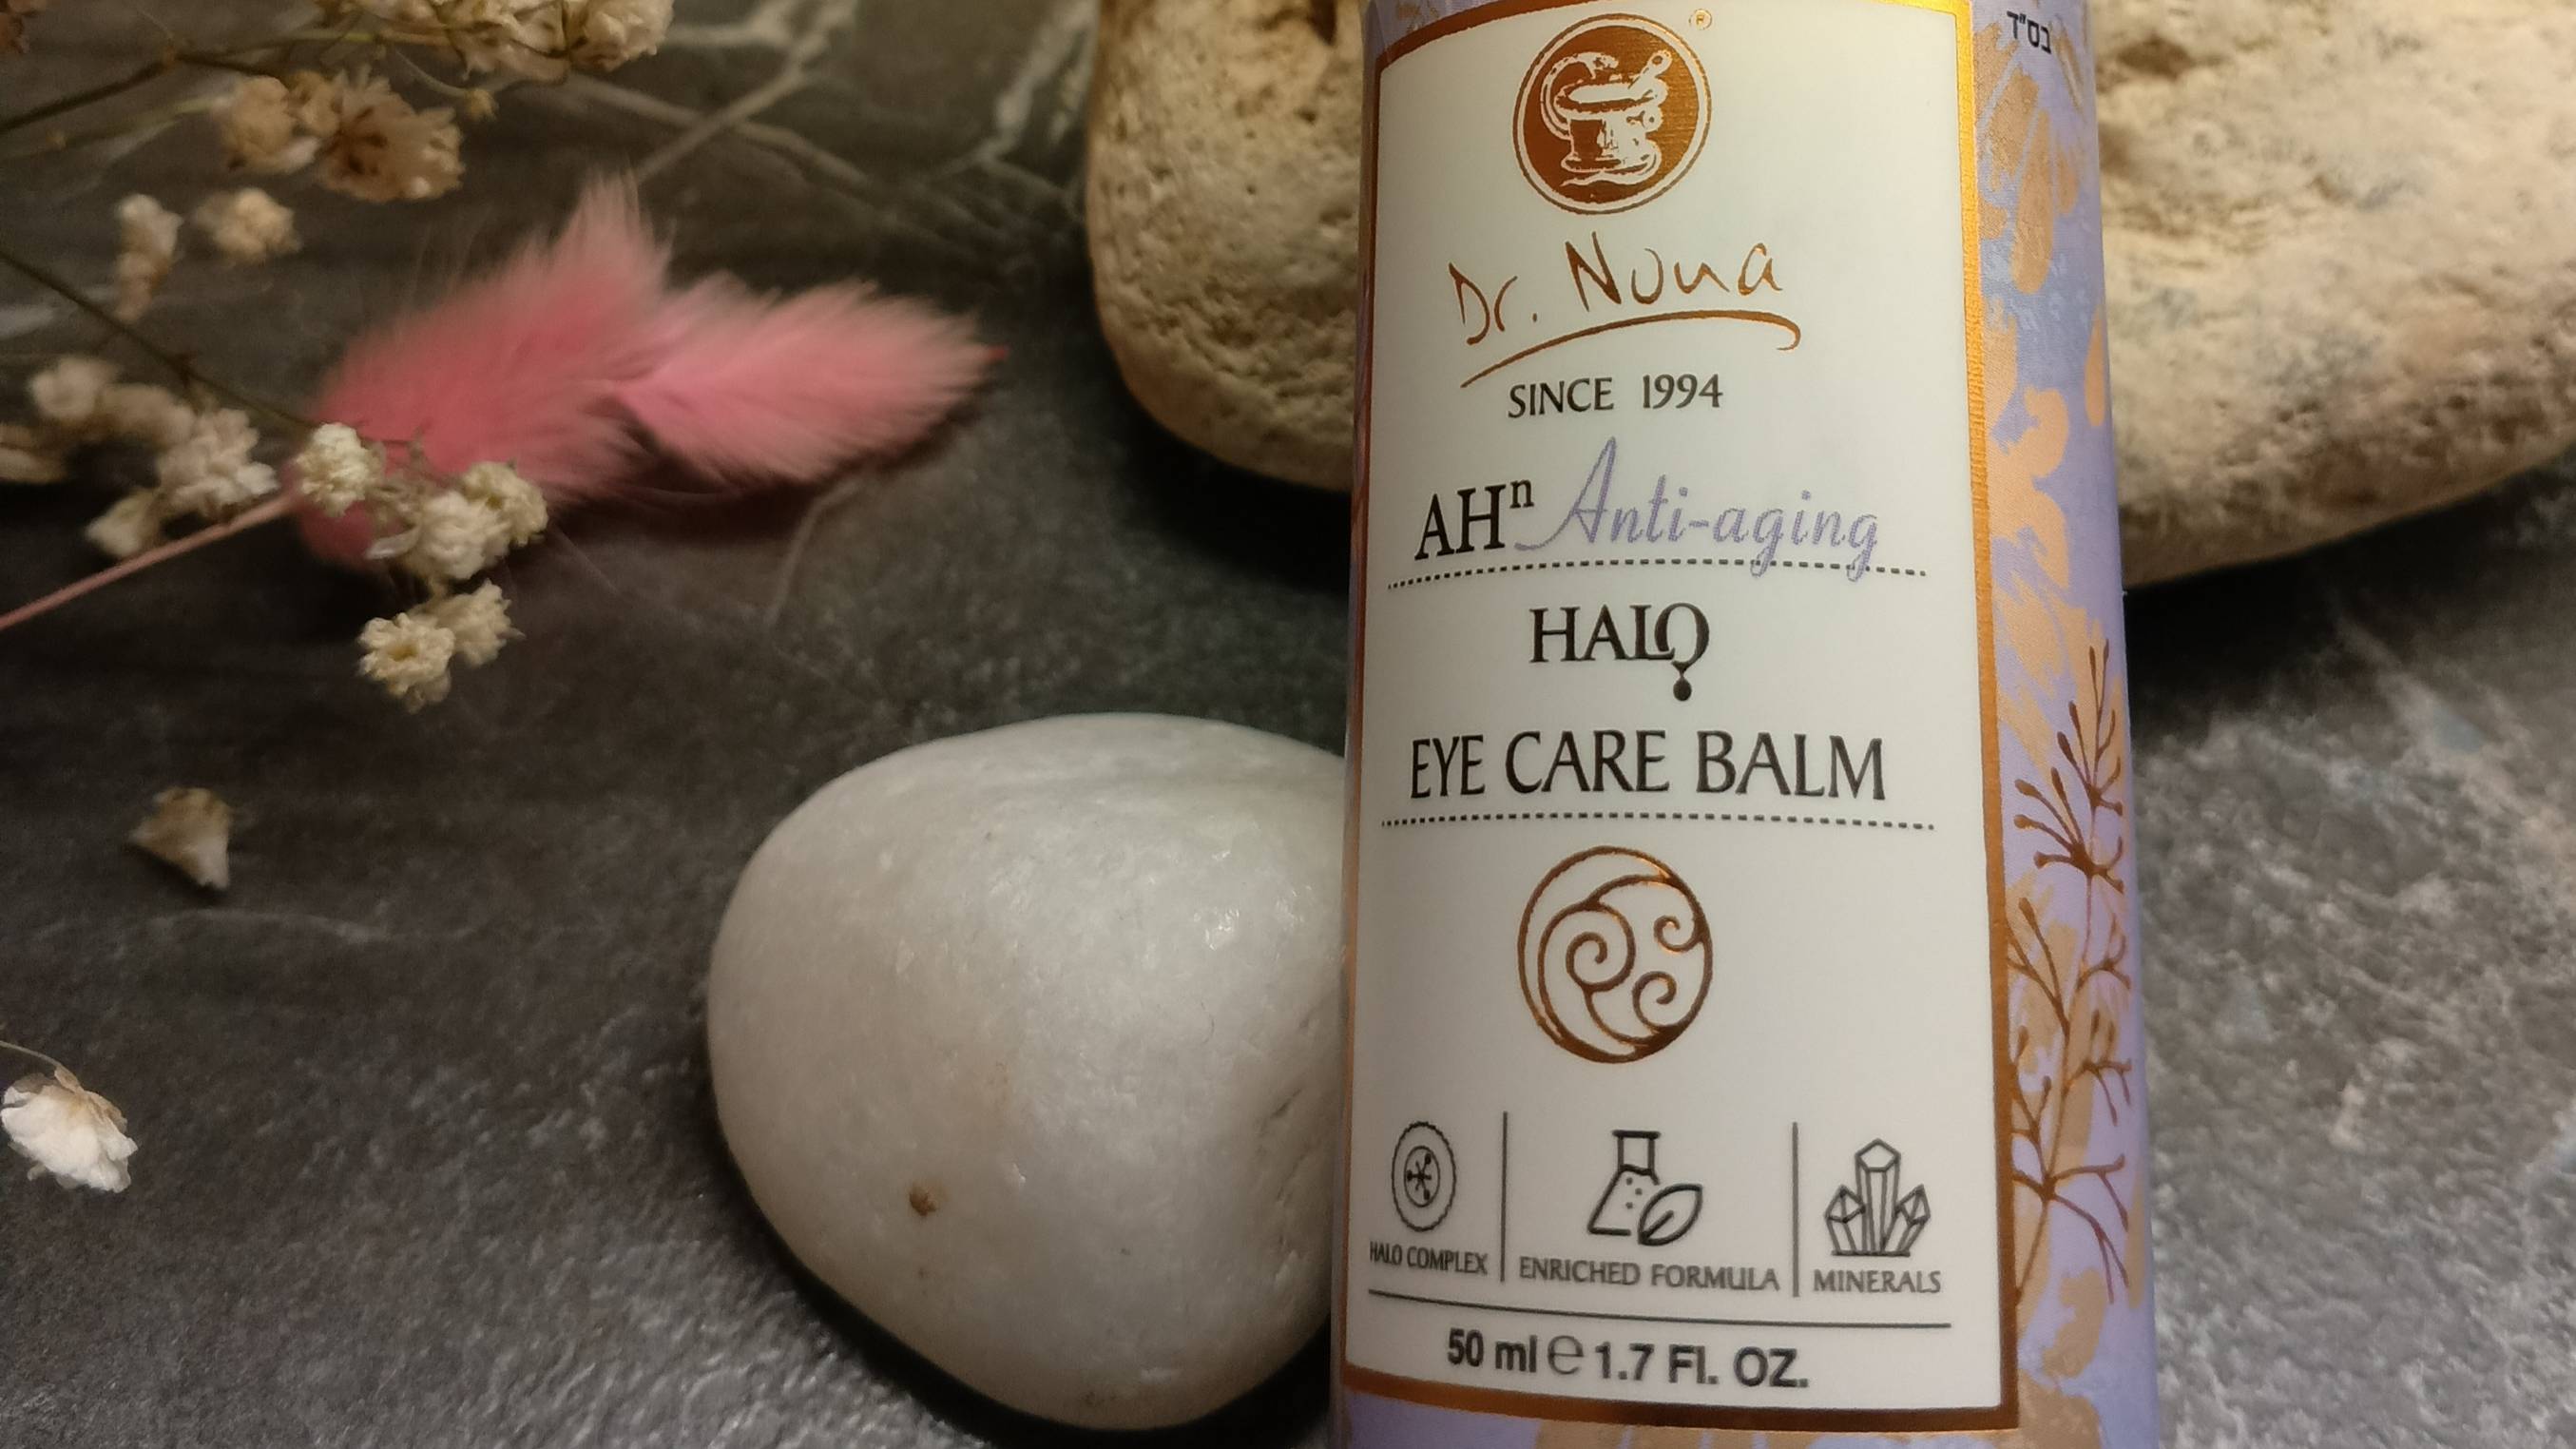 ®
בס"ד
Dr. Nona
SINCE 1994
AHⁿ Anti-aging
HALO
EYE CARE BALM
HALO COMPLEX
ENRICHED FORMULA
MINERALS
50 ml ℮ 1.7 Fl. OZ.